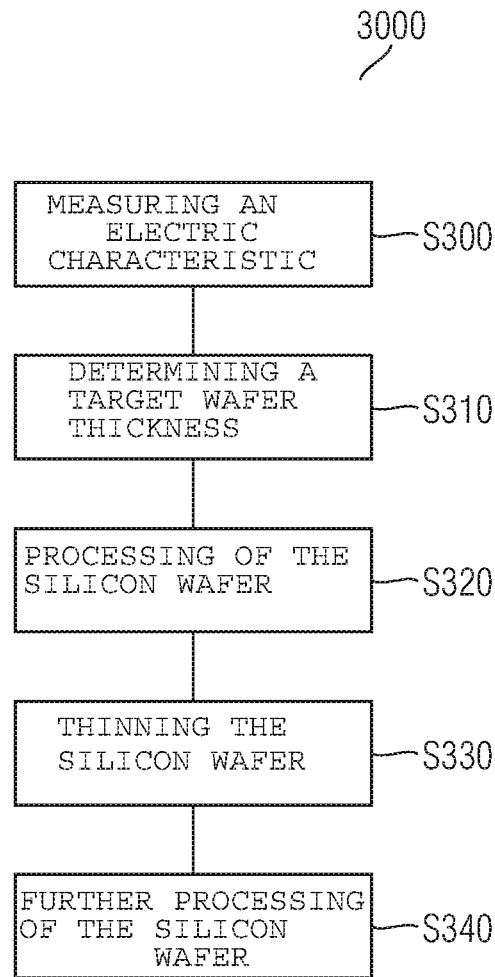 3000
MEASURING AN
ELECTRIC
CHARACTERISTIC
S300
DETERMINING A
TARGET WAFER
THICKNESS
S310
PROCESSING OF THE
SILICON WAFER
S320
THINNING THE
SILICON WAFER
S330
FURTHER PROCESSING
OF THE SILICON
WAFER
S340